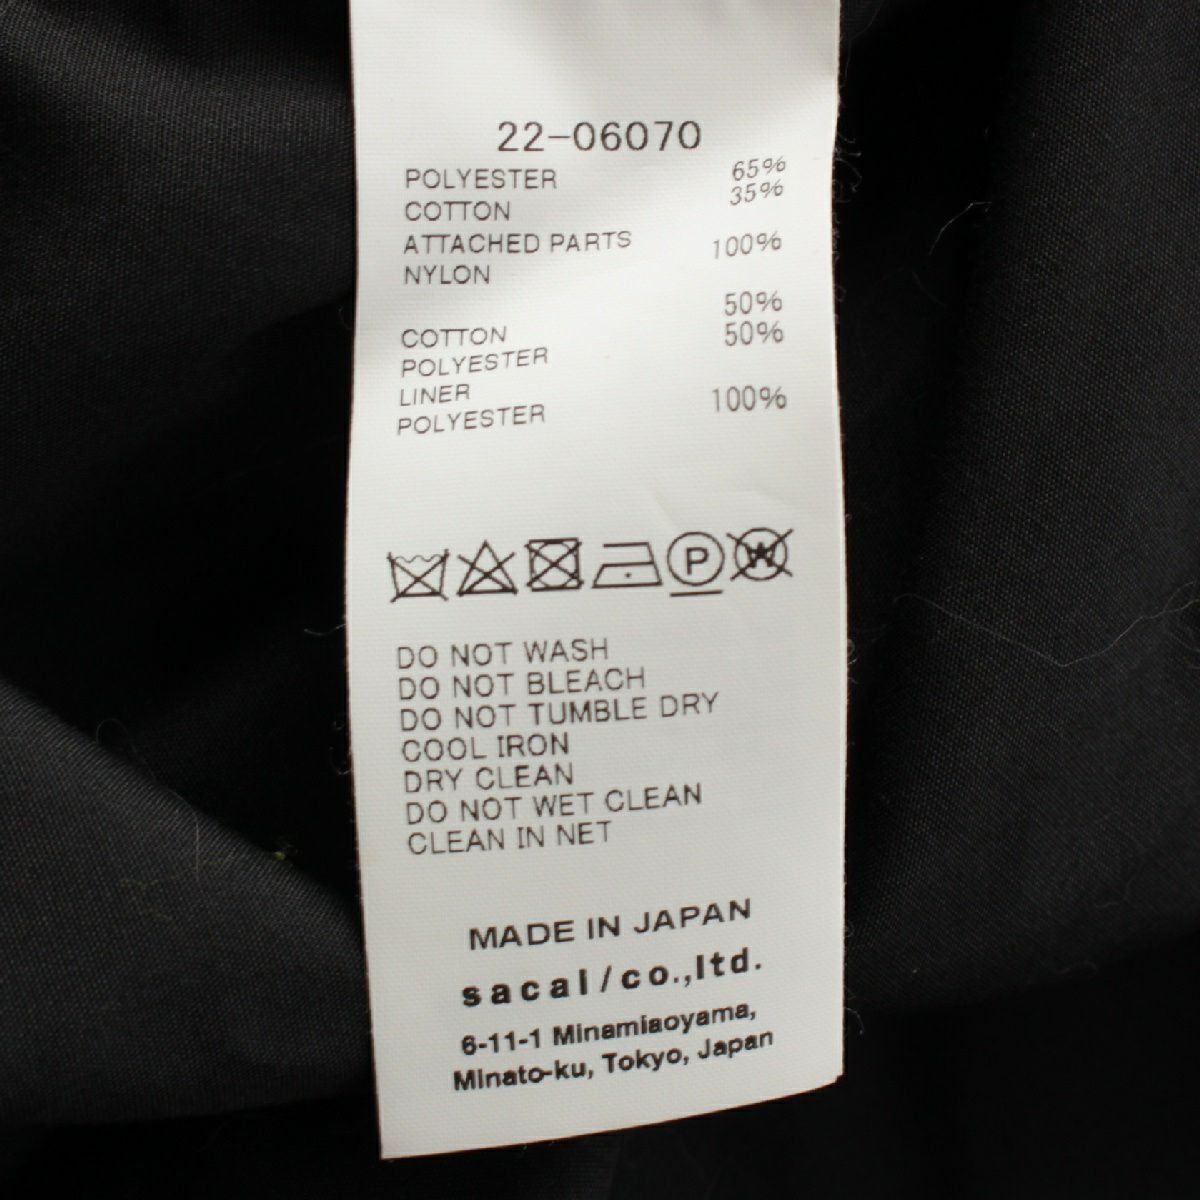 22-06070
POLYESTER 65%
COTTON 35%
ATTACHED PARTS
NYLON 100%
COTTON 50%
POLYESTER 50%
LINER
POLYESTER 100%
P W
DO NOT WASH
DO NOT BLEACH
DO NOT TUMBLE DRY
COOL IRON
DRY CLEAN
DO NOT WET CLEAN
CLEAN IN NET
MADE IN JAPAN
sacai/co.,ltd.
6-11-1 Minamiaoyama,
Minato-ku, Tokyo, Japan